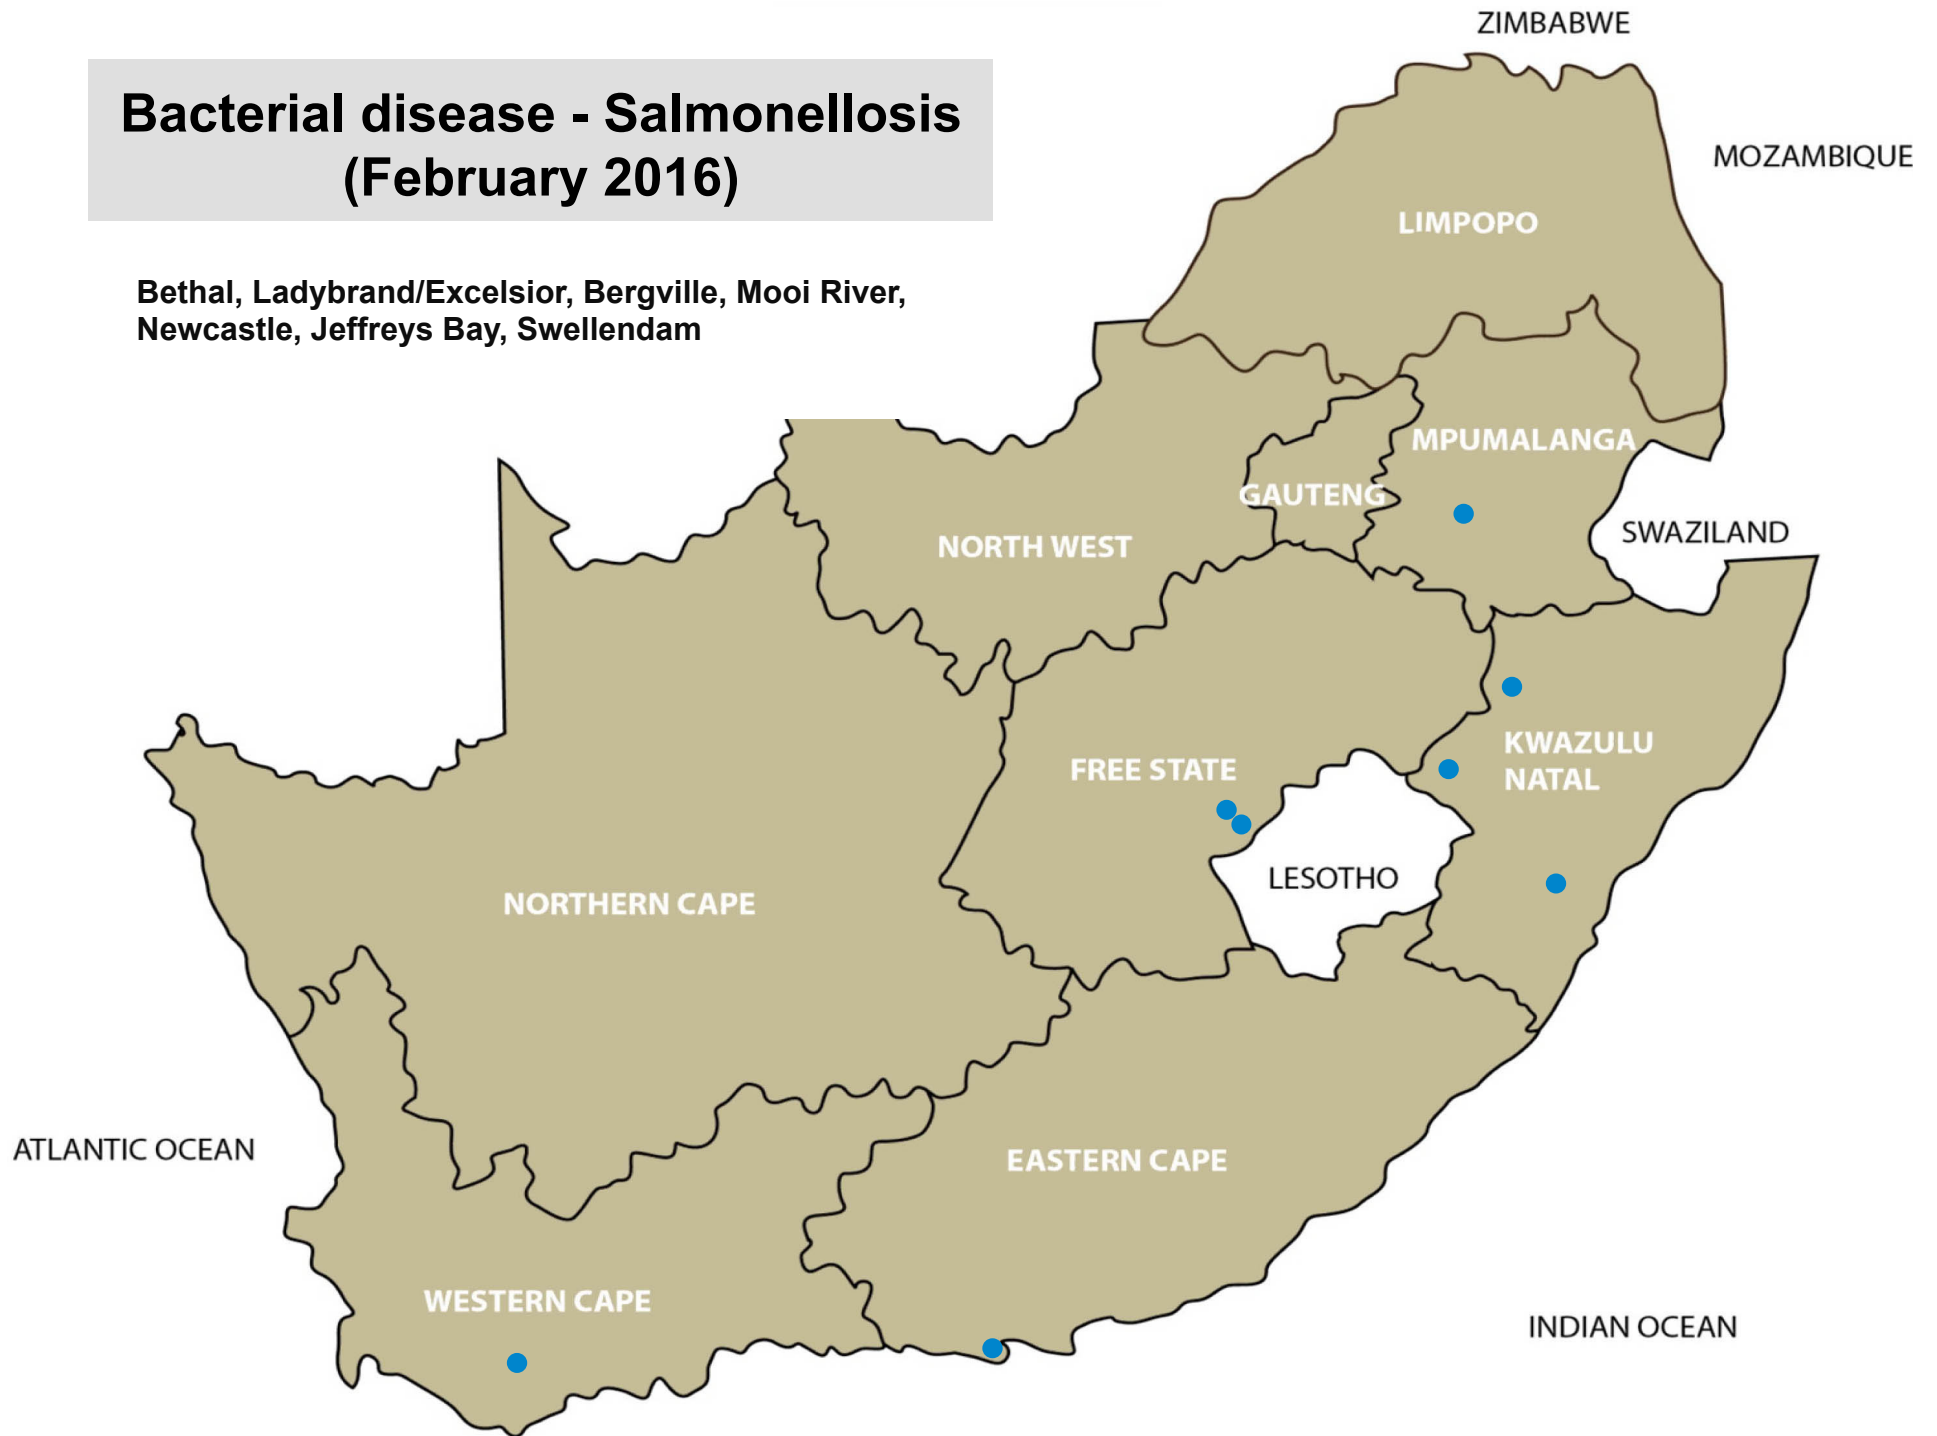 ZIMBABWE
Bacterial disease - Salmonellosis
(February 2016)
MOZAMBIQUE
LIMPOPO
Bethal, Ladybrand/Excelsior, Bergville, Mooi River,
Newcastle, Jeffreys Bay, Swellendam
MPUMALANGA
GAUTENG
SWAZILAND
NORTH WEST
KWAZULU
NATAL
FREE STATE
LESOTHO
NORTHERN CAPE
ATLANTIC OCEAN
EASTERN CAPE
WESTERN CAPE
INDIAN OCEAN